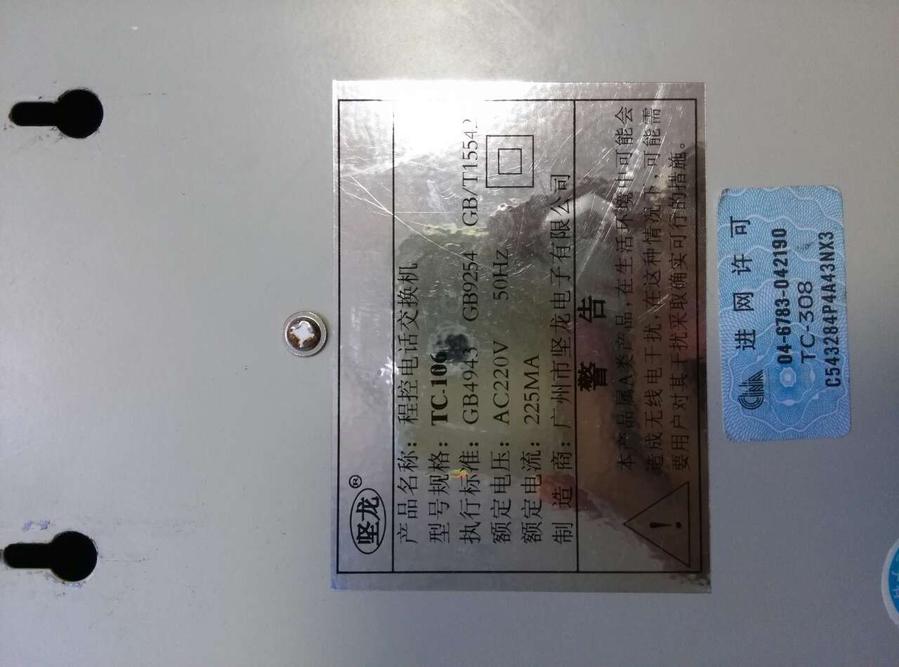 坚龙®
产品名称：程控电话交换机
型号规格：TC-106
执行标准：GB4943 GB9254 GB/T15542
额定电压：AC220V 50Hz
额定电流：225MA
制造商：广州市坚龙电子有限公司
警告
本产品属A类产品，在生活环境中可能会
造成无线电干扰，在这种情况下，可能需
要用户对其干扰采取确实可行的措施。
进网许可
04-6783-042190
TC-308
C543284P4A43NX3